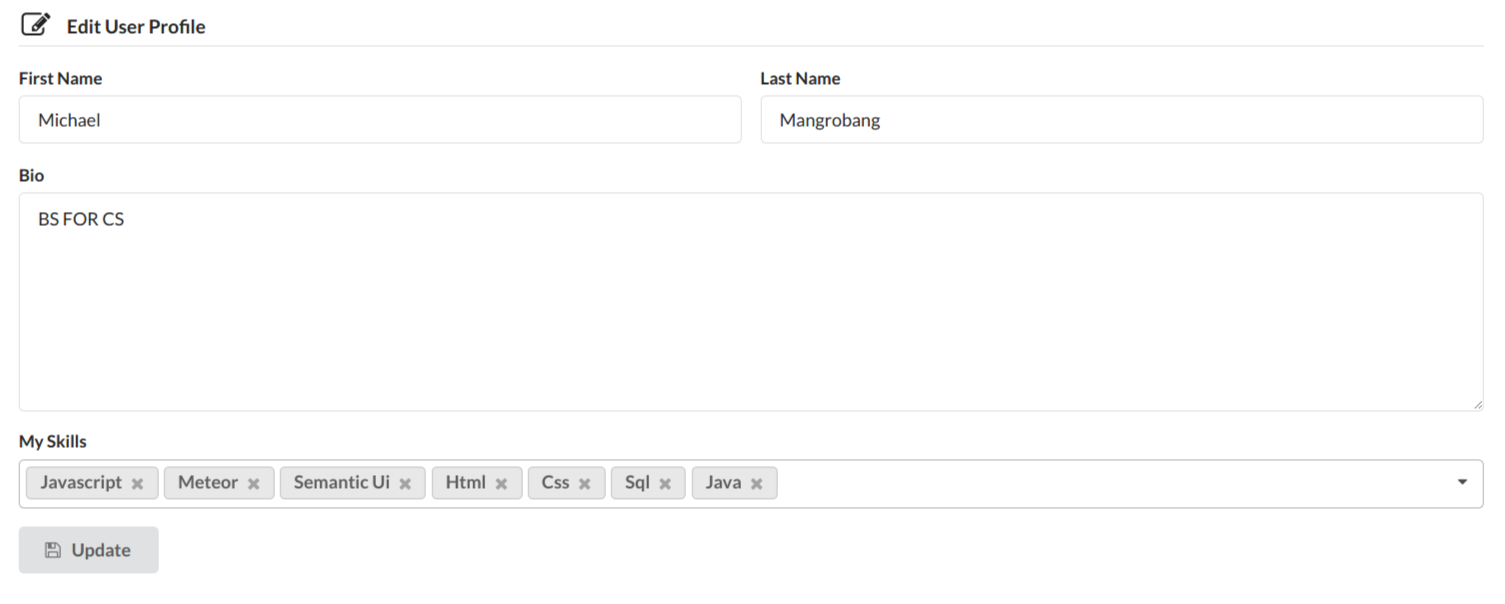 Edit User Profile
First Name
Last Name
Michael
Mangrobang
Bio
BS FOR CS
My Skills
Javascript Meteor Semantic Ui Html Css Sql Java
Update